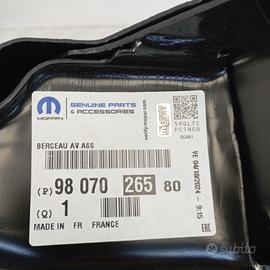 MOPAR
GENUINE PARTS
& ACCESSORIES
verify.mopar.com
BERCEAU AV ASS
(P) 98 070 265 80
(Q) 1
MADE IN FR FRANCE
subito